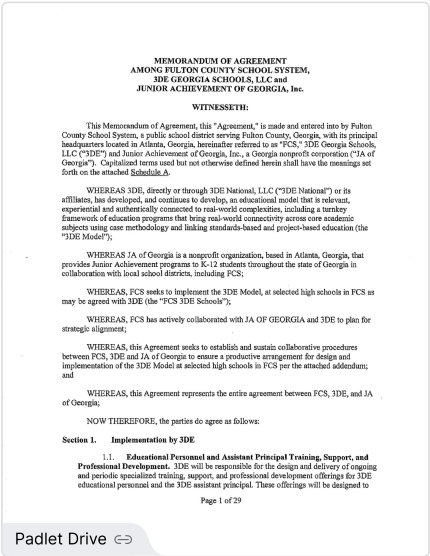 MEMORANDUM OF AGREEMENT
AMONG FULTON COUNTY SCHOOL SYSTEM,
3DE GEORGIA SCHOOLS, LLC and
JUNIOR ACHIEVEMENT OF GEORGIA, Inc.
WITNESSETH:
This Memorandum of Agreement, this "Agreement," is made and entered into by Fulton
County School System, a public school district serving Fulton County, Georgia, with its principal
headquarters located in Atlanta, Georgia, hereinafter referred to as "FCS," 3DE Georgia Schools,
LLC ("3DE") and Junior Achievement of Georgia, Inc., a Georgia nonprofit corporation ("JA of
Georgia"). Capitalized terms used but not otherwise defined herein shall have the meanings set
forth on the attached Schedule A.
WHEREAS 3DE, directly or through 3DE National, LLC ("3DE National") or its
affiliates, has developed, and continues to develop, an educational model that is relevant,
experiential and authentically connected to real-world complexities, including a turnkey
framework of education programs that bring real-world connectivity across core academic
subjects using case methodology and linking standards-based and project-based education (the
"3DE Model");
WHEREAS JA of Georgia is a nonprofit organization, based in Atlanta, Georgia, that
provides Junior Achievement programs to K-12 students throughout the state of Georgia in
collaboration with local school districts, including FCS;
WHEREAS, FCS seeks to implement the 3DE Model, at selected high schools in FCS as
may be agreed with 3DE (the "FCS 3DE Schools");
WHEREAS, FCS has actively collaborated with JA OF GEORGIA and 3DE to plan for
strategic alignment;
WHEREAS, this Agreement seeks to establish and sustain collaborative procedures
between FCS, 3DE and JA of Georgia to ensure a productive arrangement for design and
implementation of the 3DE Model at selected high schools in FCS per the attached addendum;
and
WHEREAS, this Agreement represents the entire agreement between FCS, 3DE, and JA
of Georgia;
NOW THEREFORE, the parties do agree as follows:
Section 1. Implementation by 3DE
1.1. Educational Personnel and Assistant Principal Training, Support, and
Professional Development. 3DE will be responsible for the design and delivery of ongoing
and periodic specialized training, support, and professional development offerings for 3DE
educational personnel and the 3DE assistant principal. These offerings will be designed to
Page 1 of 29
Padlet Drive